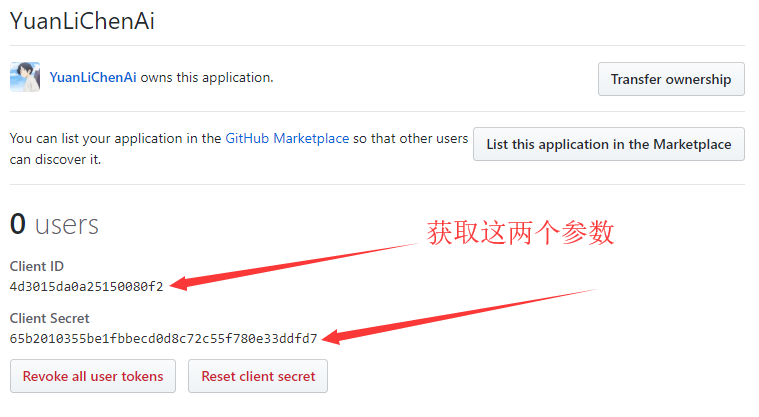 YuanLiChenAi
YuanLiChenAi owns this application.
Transfer ownership
You can list your application in the GitHub Marketplace so that other users
can discover it.
List this application in the Marketplace
0 users
获取这两个参数
Client ID
4d3015da0a25150080f2
Client Secret
65b2010355be1fbbecd0d8c72c55f780e33ddfd7
Revoke all user tokens
Reset client secret